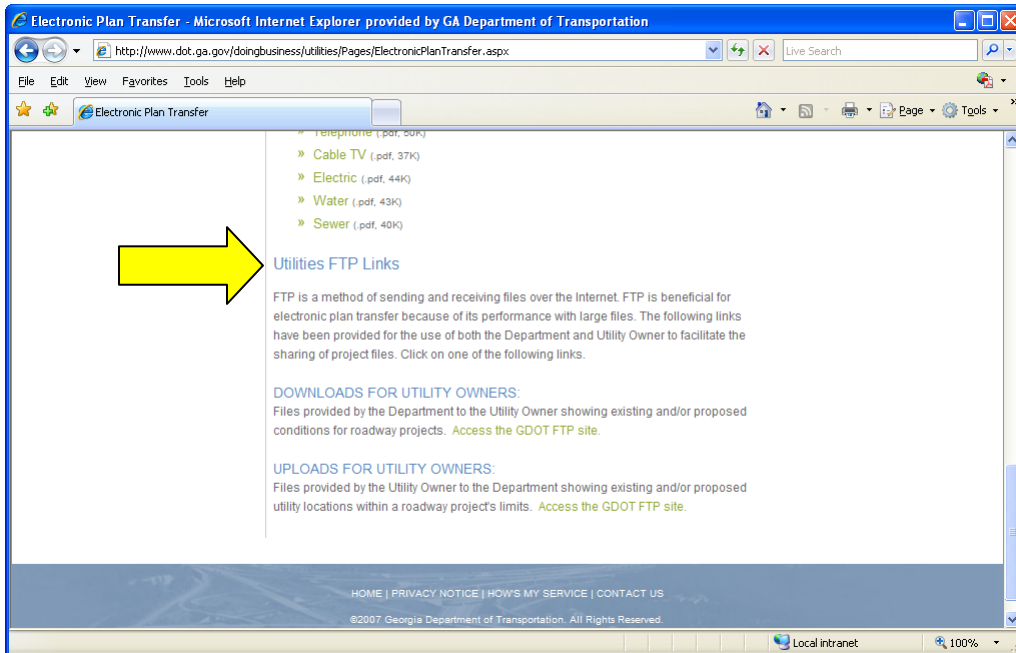 Electronic Plan Transfer - Microsoft Internet Explorer provided by GA Department of Transportation
http://www.dot.ga.gov/doingbusiness/utilities/Pages/ElectronicPlanTransfer.aspx
Live Search
File Edit View Favorites Tools Help
Electronic Plan Transfer
Page Tools »
» Telephone (.pdf, 50K)
» Cable TV (.pdf, 37K)
» Electric (.pdf, 44K)
» Water (.pdf, 43K)
» Sewer (.pdf, 40K)
Utilities FTP Links
FTP is a method of sending and receiving files over the Internet. FTP is beneficial for
electronic plan transfer because of its performance with large files. The following links
have been provided for the use of both the Department and Utility Owner to facilitate the
sharing of project files. Click on one of the following links.
DOWNLOADS FOR UTILITY OWNERS:
Files provided by the Department to the Utility Owner showing existing and/or proposed
conditions for roadway projects. Access the GDOT FTP site.
UPLOADS FOR UTILITY OWNERS:
Files provided by the Utility Owner to the Department showing existing and/or proposed
utility locations within a roadway project's limits. Access the GDOT FTP site.
HOME | PRIVACY NOTICE | HOW'S MY SERVICE | CONTACT US
©2007 Georgia Department of Transportation. All Rights Reserved.
Local intranet
100%